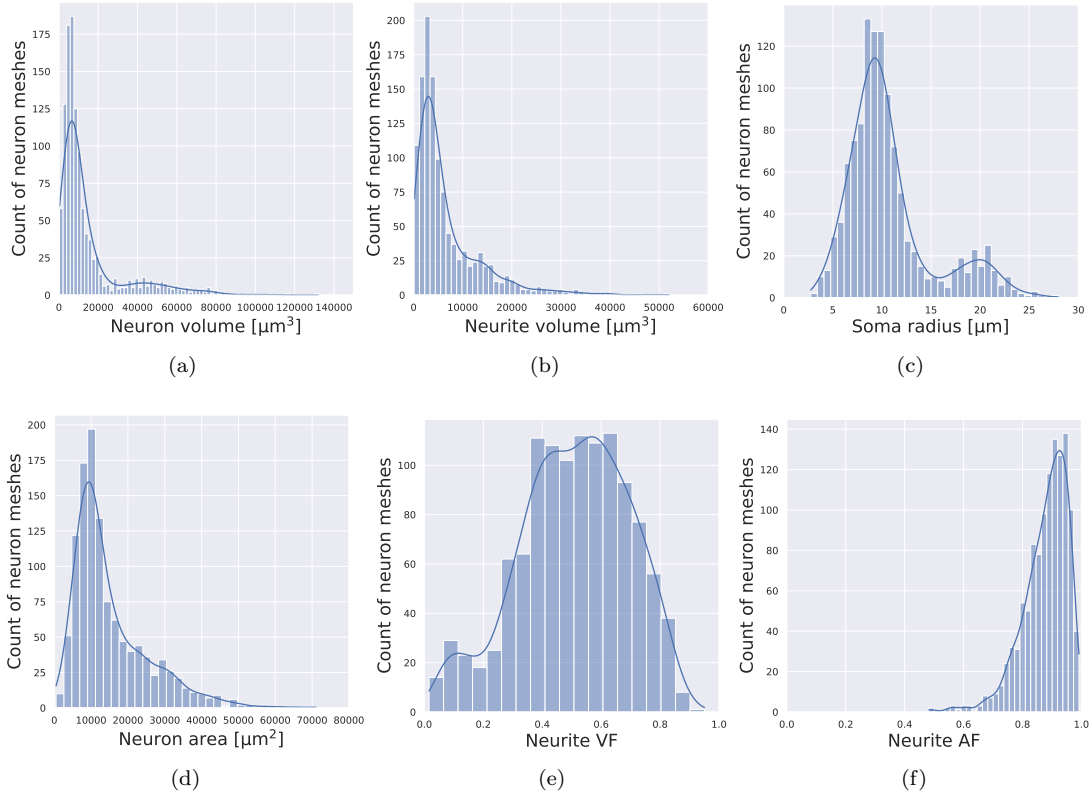 Count of neuron meshes
175
150
125
100
75
50
25
0
0 20000 40000 60000 80000 100000 120000 140000
Neuron volume [μm³]
(a)
Count of neuron meshes
200
175
150
125
100
75
50
25
0
0 10000 20000 30000 40000 50000 60000
Neurite volume [μm³]
(b)
Count of neuron meshes
120
100
80
60
40
20
0
0 5 10 15 20 25 30
Soma radius [μm]
(c)
Count of neuron meshes
200
175
150
125
100
75
50
25
0
0 10000 20000 30000 40000 50000 60000 70000 80000
Neuron area [μm²]
(d)
Count of neuron meshes
100
80
60
40
20
0
0.0 0.2 0.4 0.6 0.8 1.0
Neurite VF
(e)
Count of neuron meshes
140
120
100
80
60
40
20
0
0.0 0.2 0.4 0.6 0.8 1.0
Neurite AF
(f)